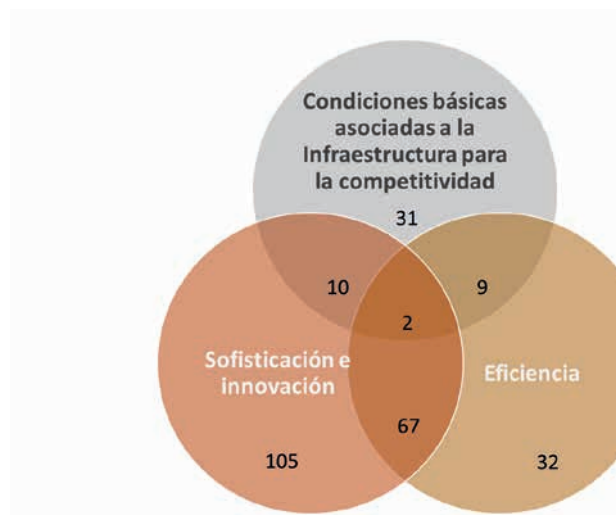 Condiciones básicas
asociadas a la
Infraestructura para
la competitividad
31
10
9
2
Sofisticación e
innovación
Eficiencia
67
105
32